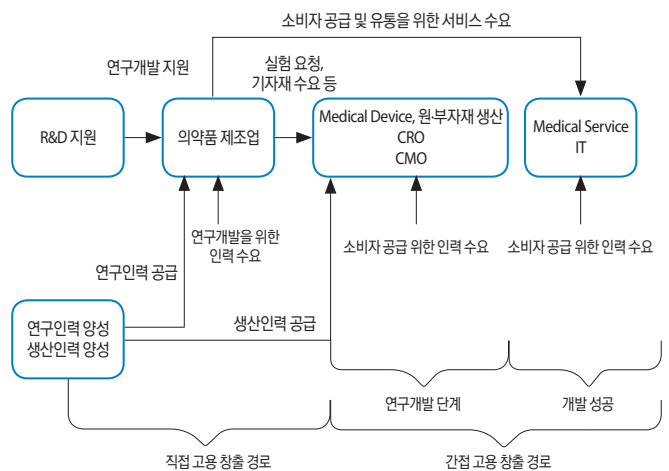 소비자 공급 및 유통을 위한 서비스 수요
연구개발 지원
실험 요청,
기자재 수요 등
R&D 지원
의약품 제조업
Medical Device, 원·부자재 생산
CRO
CMO
Medical Service
IT
연구개발을 위한
인력 수요
소비자 공급 위한 인력 수요
소비자 공급 위한 인력 수요
연구인력 공급
연구인력 양성
생산인력 양성
생산인력 공급
연구개발 단계
개발 성공
직접 고용 창출 경로
간접 고용 창출 경로